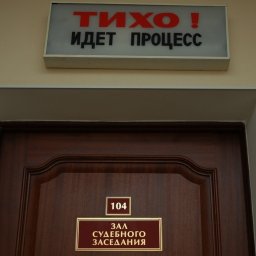 ТИХО !
ИДЕТ ПРОЦЕСС
104
ЗАЛ
СУДЕБНОГО
ЗАСЕДАНИЯ